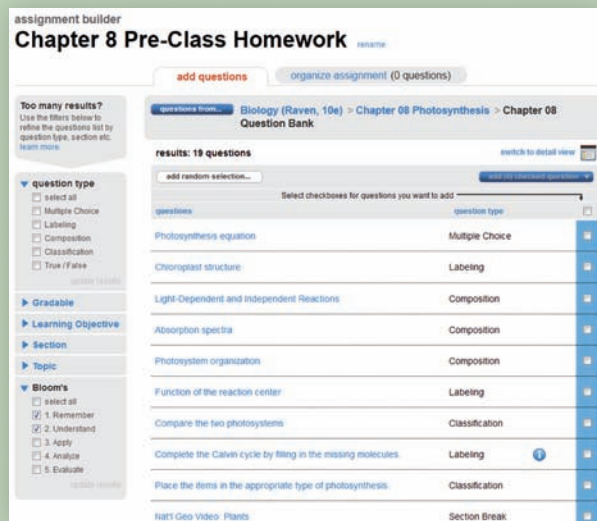 assignment builder
Chapter 8 Pre-Class Homework rename
add questions organize assignment (0 questions)
Too many results?
Use the filters below to
refine the questions list by
question type, section etc.
learn more.
question type
select all
Multiple Choice
Labeling
Composition
Classification
True / False
update results
Gradable
Learning Objective
Section
Topic
Bloom's
select all
1. Remember
2. Understand
3. Apply
4. Analyze
5. Evaluate
update results
questions from... Biology (Raven, 10e) > Chapter 08 Photosynthesis > Chapter 08
Question Bank
results: 19 questions switch to detail view
add random selection... add (0) checked question
Select checkboxes for questions you want to add
questions question type
Photosynthesis equation Multiple Choice
Chloroplast structure Labeling
Light-Dependent and Independent Reactions Composition
Absorption spectra Composition
Photosystem organization Composition
Function of the reaction center Labeling
Compare the two photosystems Classification
Complete the Calvin cycle by filling in the missing molecules. Labeling i
Place the items in the appropriate type of photosynthesis. Classification
Nat'l Geo Video: Plants Section Break